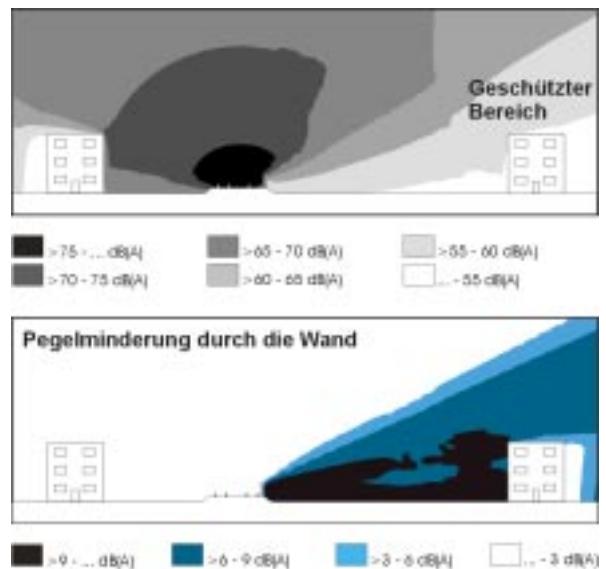 Geschützter
Bereich
>75 - ... dB(A) >65 - 70 dB(A) >55 - 60 dB(A)
>70 - 75 dB(A) >60 - 65 dB(A) ... - 55 dB(A)
Pegelminderung durch die Wand
>9 - ... dB(A) >6 - 9 dB(A) >3 - 6 dB(A) ... - 3 dB(A)